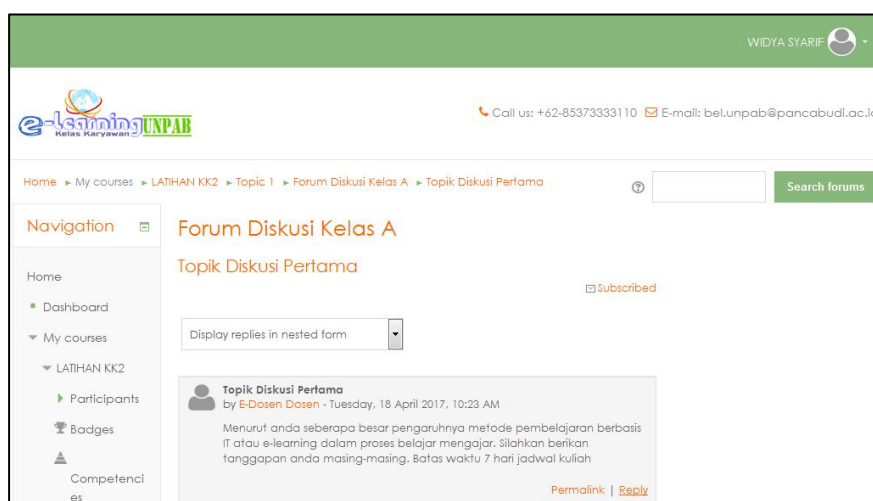 WIDYA SYARIF
e-Learning UNPAB
Kelas Karyawan
Call us: +62-85373333110 E-mail: bel.unpab@pancabudi.ac.id
Home ► My courses ► LATIHAN KK2 ► Topic 1 ► Forum Diskusi Kelas A ► Topik Diskusi Pertama
Search forums
Navigation
Home
Dashboard
My courses
LATIHAN KK2
Participants
Badges
Competenci
es
Forum Diskusi Kelas A
Topik Diskusi Pertama
Subscribed
Display replies in nested form
Topik Diskusi Pertama
by E-Dosen Dosen - Tuesday, 18 April 2017, 10:23 AM
Menurut anda seberapa besar pengaruhnya metode pembelajaran berbasis
IT atau e-learning dalam proses belajar mengajar. Silahkan berikan
tanggapan anda masing-masing. Batas waktu 7 hari jadwal kuliah
Permalink | Reply